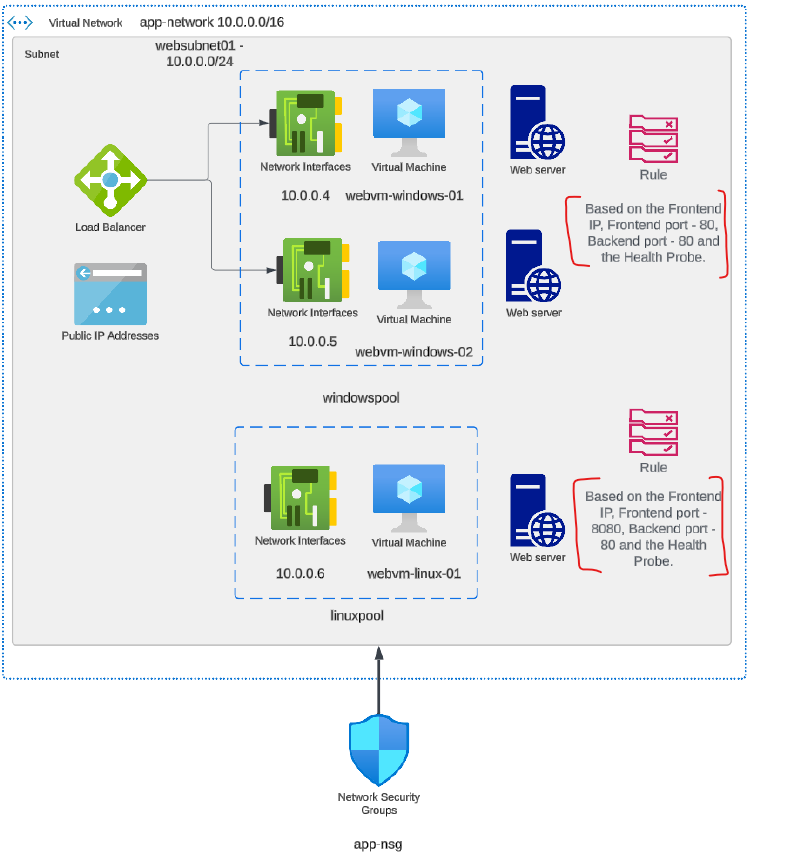 Virtual Network
app-network 10.0.0.0/16
Subnet
websubnet01 -
10.0.0.0/24
Network Interfaces
Virtual Machine
10.0.0.4
webvm-windows-01
Web server
Rule
Based on the Frontend
IP, Frontend port - 80,
Backend port - 80 and
the Health Probe.
Load Balancer
Public IP Addresses
Network Interfaces
Virtual Machine
10.0.0.5
webvm-windows-02
Web server
windowspool
Network Interfaces
Virtual Machine
10.0.0.6
webvm-linux-01
Web server
Rule
Based on the Frontend
IP, Frontend port -
8080, Backend port -
80 and the Health
Probe.
linuxpool
Network Security
Groups
app-nsg